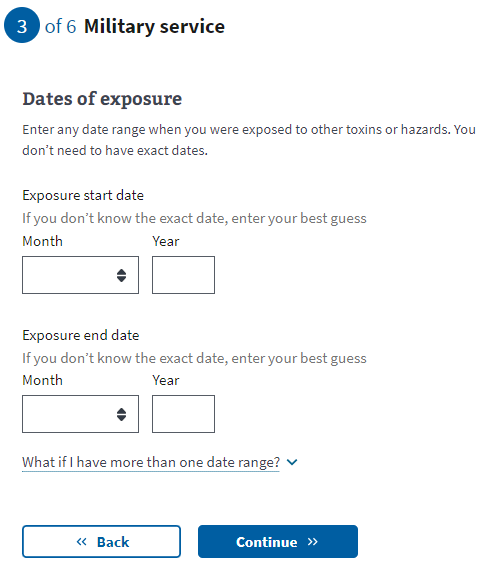 3 of 6 Military service
Dates of exposure
Enter any date range when you were exposed to other toxins or hazards. You
don’t need to have exact dates.
Exposure start date
If you don’t know the exact date, enter your best guess
Month Year
Exposure end date
If you don’t know the exact date, enter your best guess
Month Year
What if I have more than one date range?
« Back Continue »